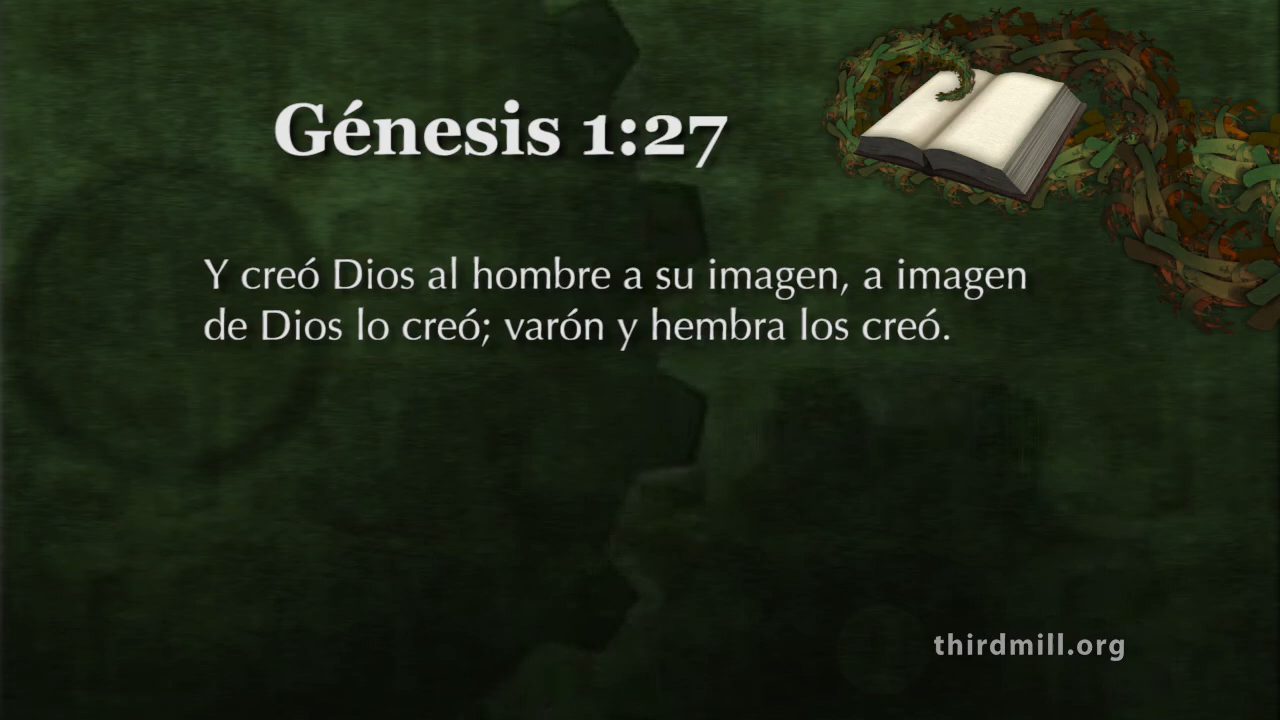 Génesis 1:27
Y creó Dios al hombre a su imagen, a imagen
de Dios lo creó; varón y hembra los creó.
thirdmill.org